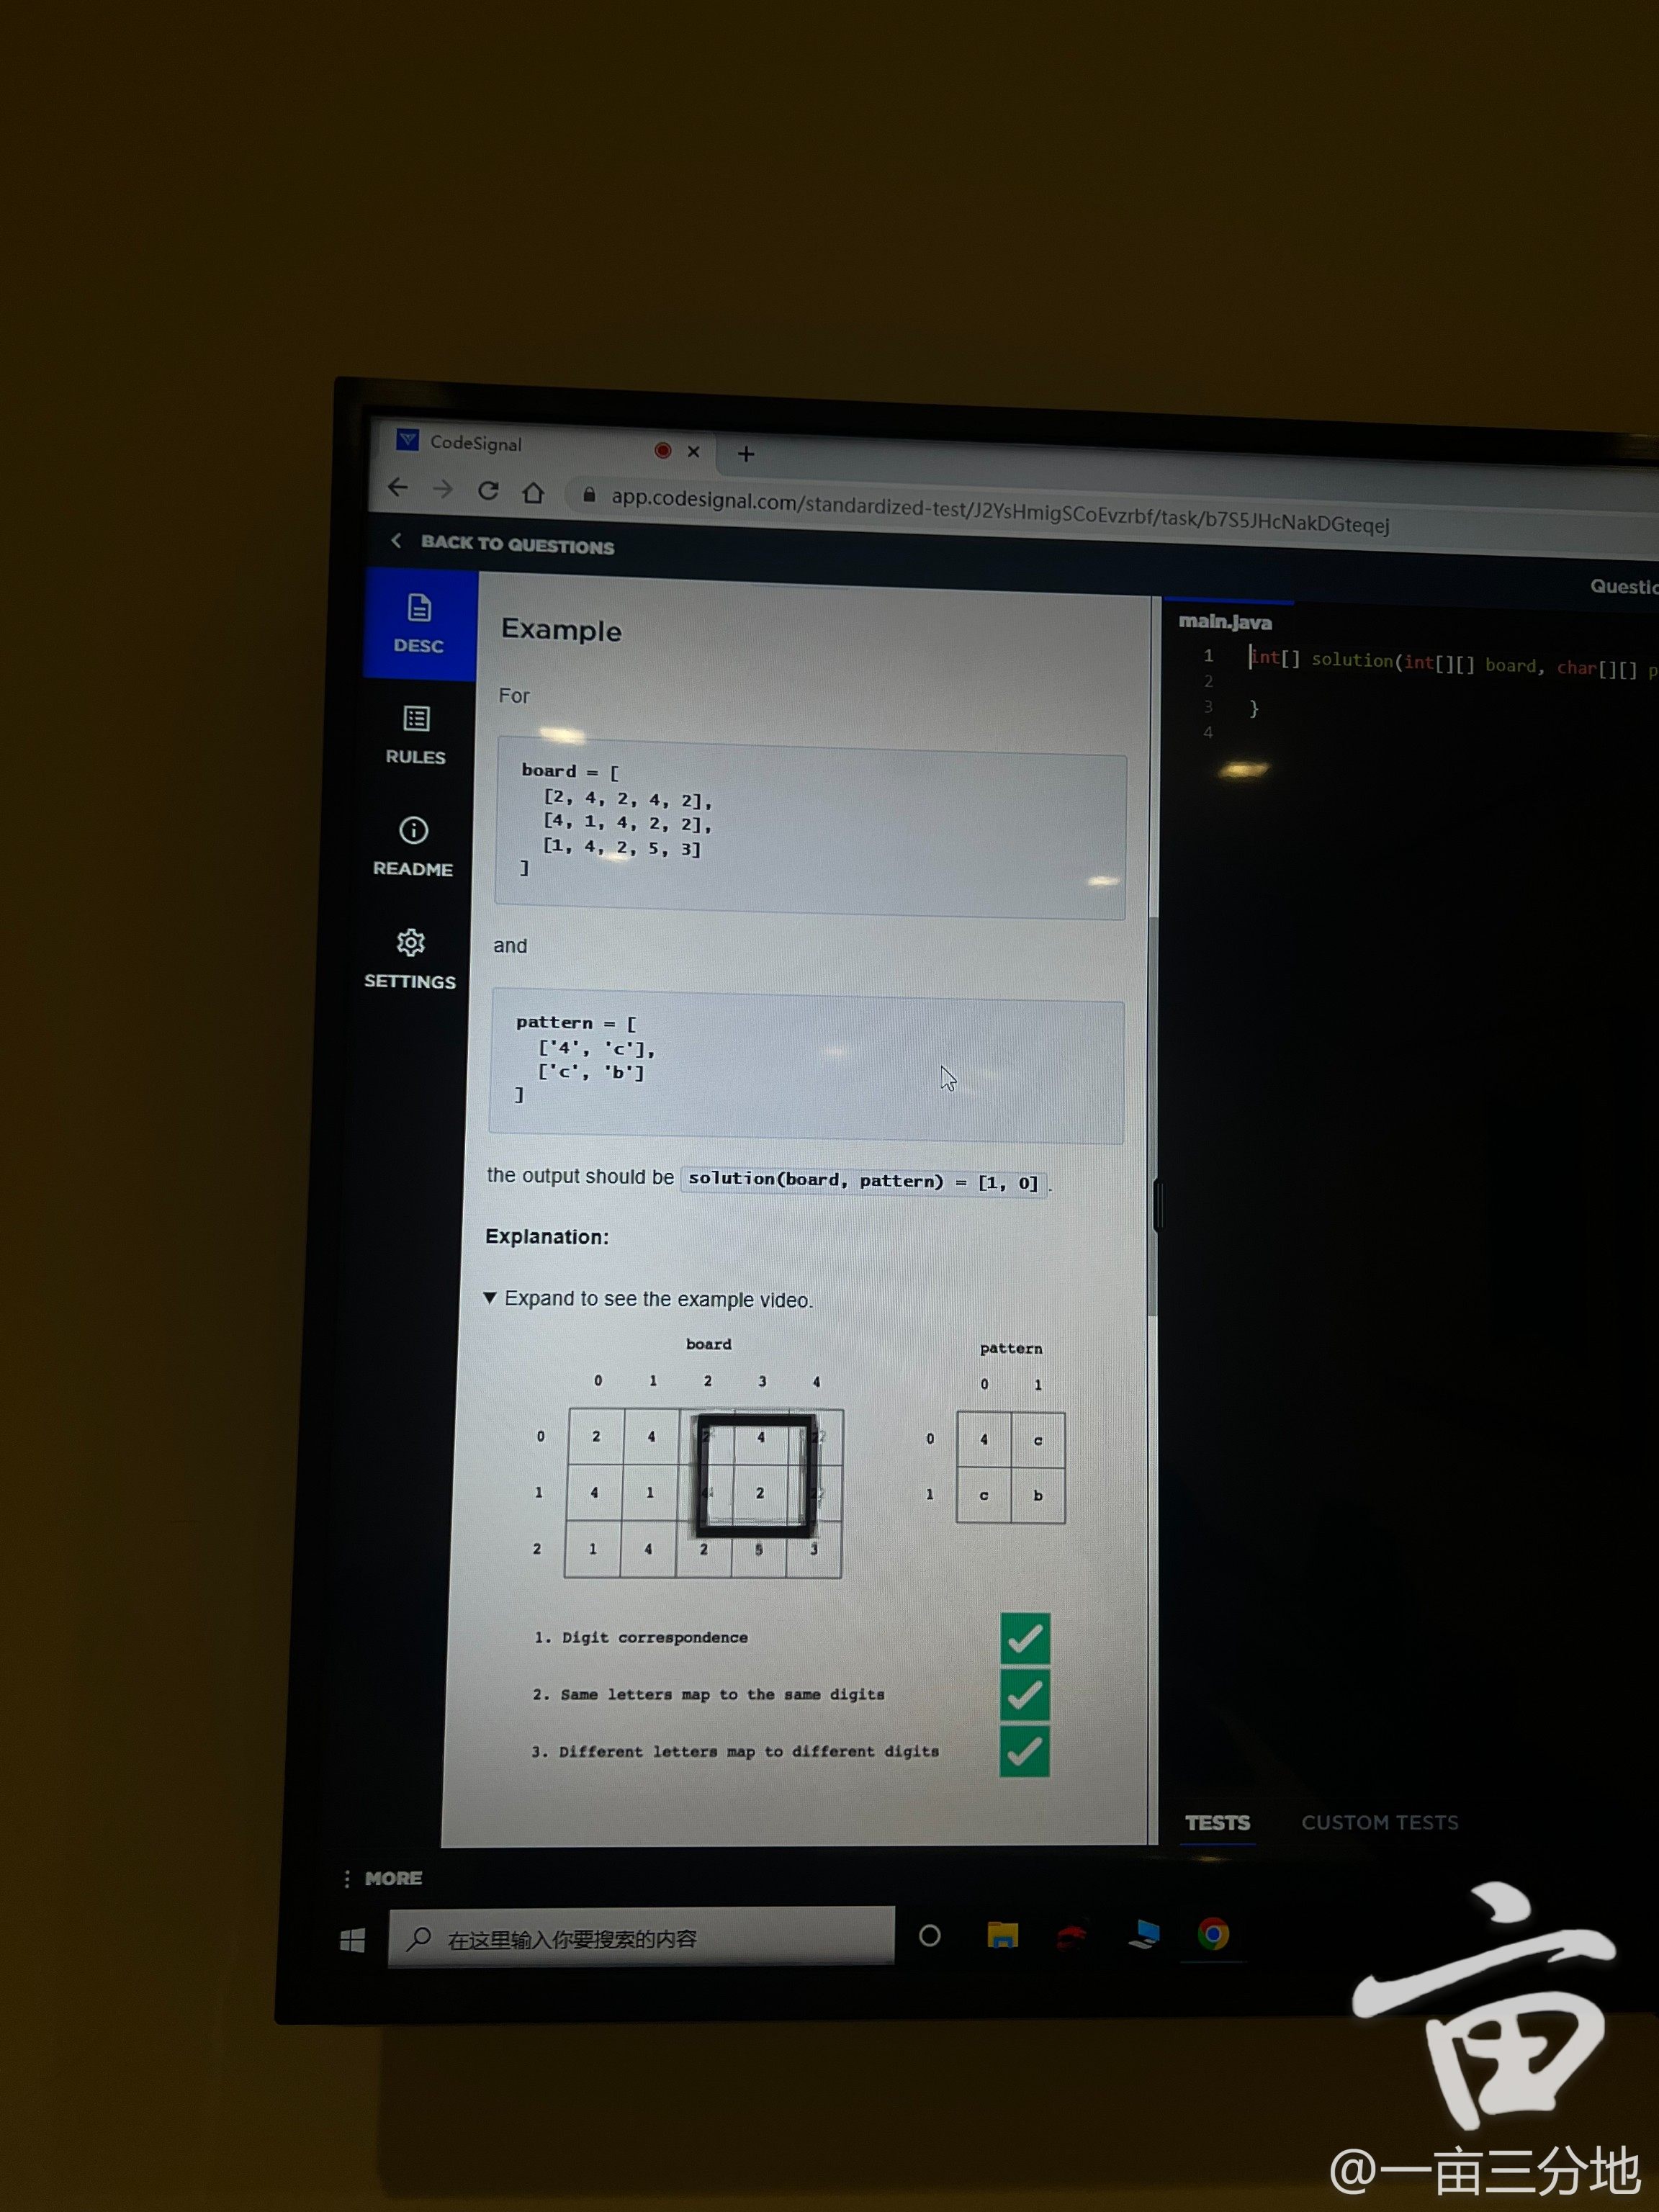 CodeSignal
app.codesignal.com/standardized-test/J2YsHmigSCoEvzrbf/task/b7S5JHcNakDGteqej
BACK TO QUESTIONS
DESC
RULES
README
SETTINGS
Example
For
board = [
[2, 4, 2, 4, 2],
[4, 1, 4, 2, 2],
[1, 4, 2, 5, 3]
]
and
pattern = [
['4', 'c'],
['c', 'b']
]
the output should be solution(board, pattern) = [1, 0].
Explanation:
▼ Expand to see the example video.
board
0 1 2 3 4
0 2 4 4
1 4 1 2
2 1 4 2 5 3
pattern
0 1
0 4 c
1 c b
1. Digit correspondence
2. Same letters map to the same digits
3. Different letters map to different digits
main.java
1 int[] solution(int[][] board, char[][] p
2
3 }
4
TESTS CUSTOM TESTS
MORE
在这里输入你要搜索的内容
亩
@一亩三分地